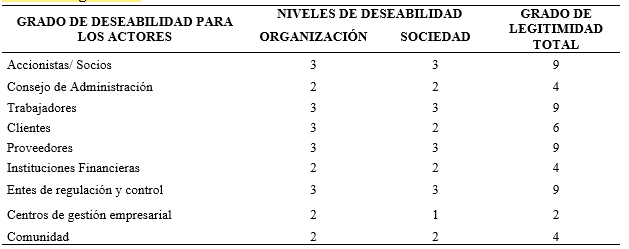 GRADO DE DESEABILIDAD PARA LOS ACTORES | NIVELES DE DESEABILIDAD | GRADO DE LEGITIMIDAD TOTAL
ORGANIZACIÓN | SOCIEDAD
Accionistas/ Socios 3 3 9
Consejo de Administración 2 2 4
Trabajadores 3 3 9
Clientes 3 2 6
Proveedores 3 3 9
Instituciones Financieras 2 2 4
Entes de regulación y control 3 3 9
Centros de gestión empresarial 2 1 2
Comunidad 2 2 4